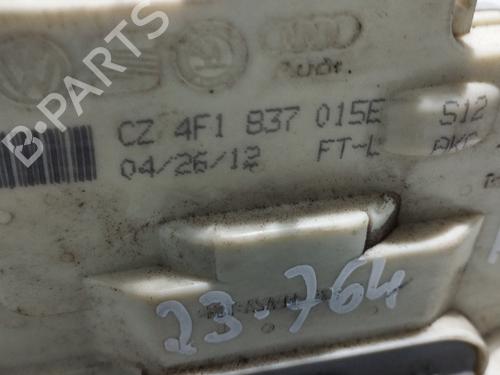 Audi
CZ 4F1 837 015E S12
04/26/12 FT-L
23-764
B-PARTS